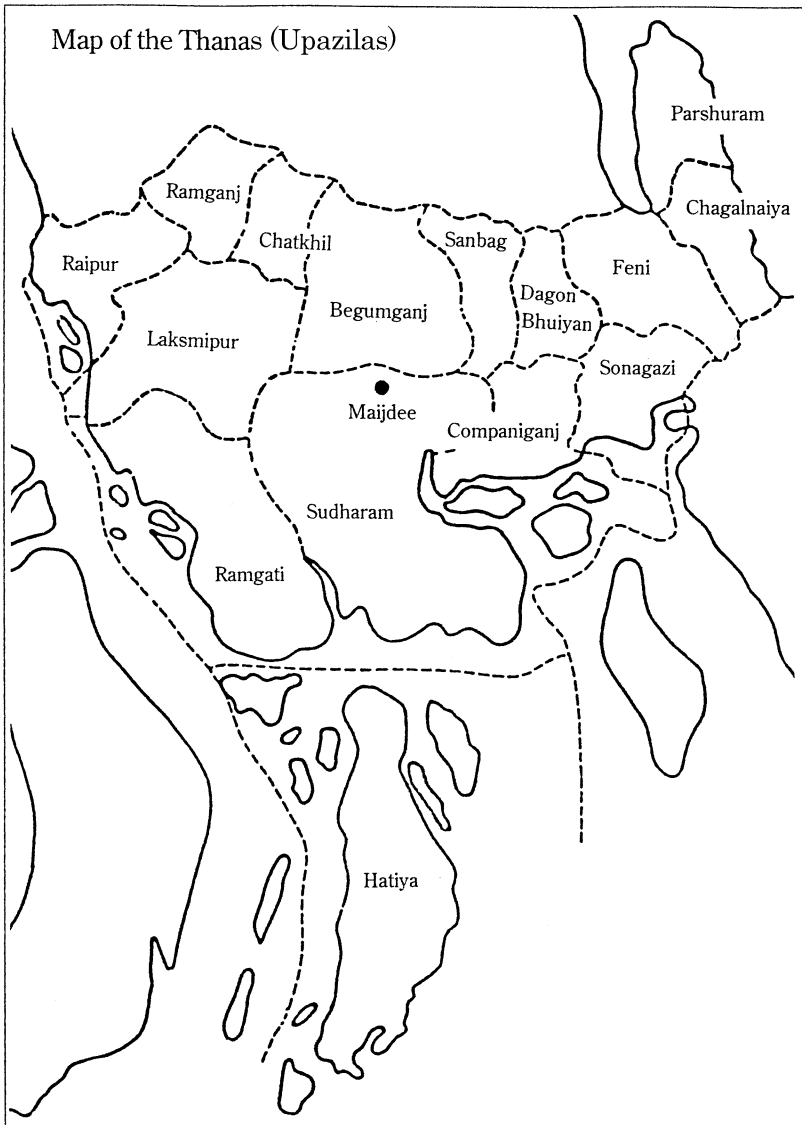 Map of the Thanas (Upazilas)
Parshuram
Ramganj
Chagalnaiya
Chatkhil
Sanbag
Raipur
Feni
Dagon
Bhuiyan
Begumganj
Laksmipur
Sonagazi
Maijdee
Companiganj
Sudharam
Ramgati
Hatiya